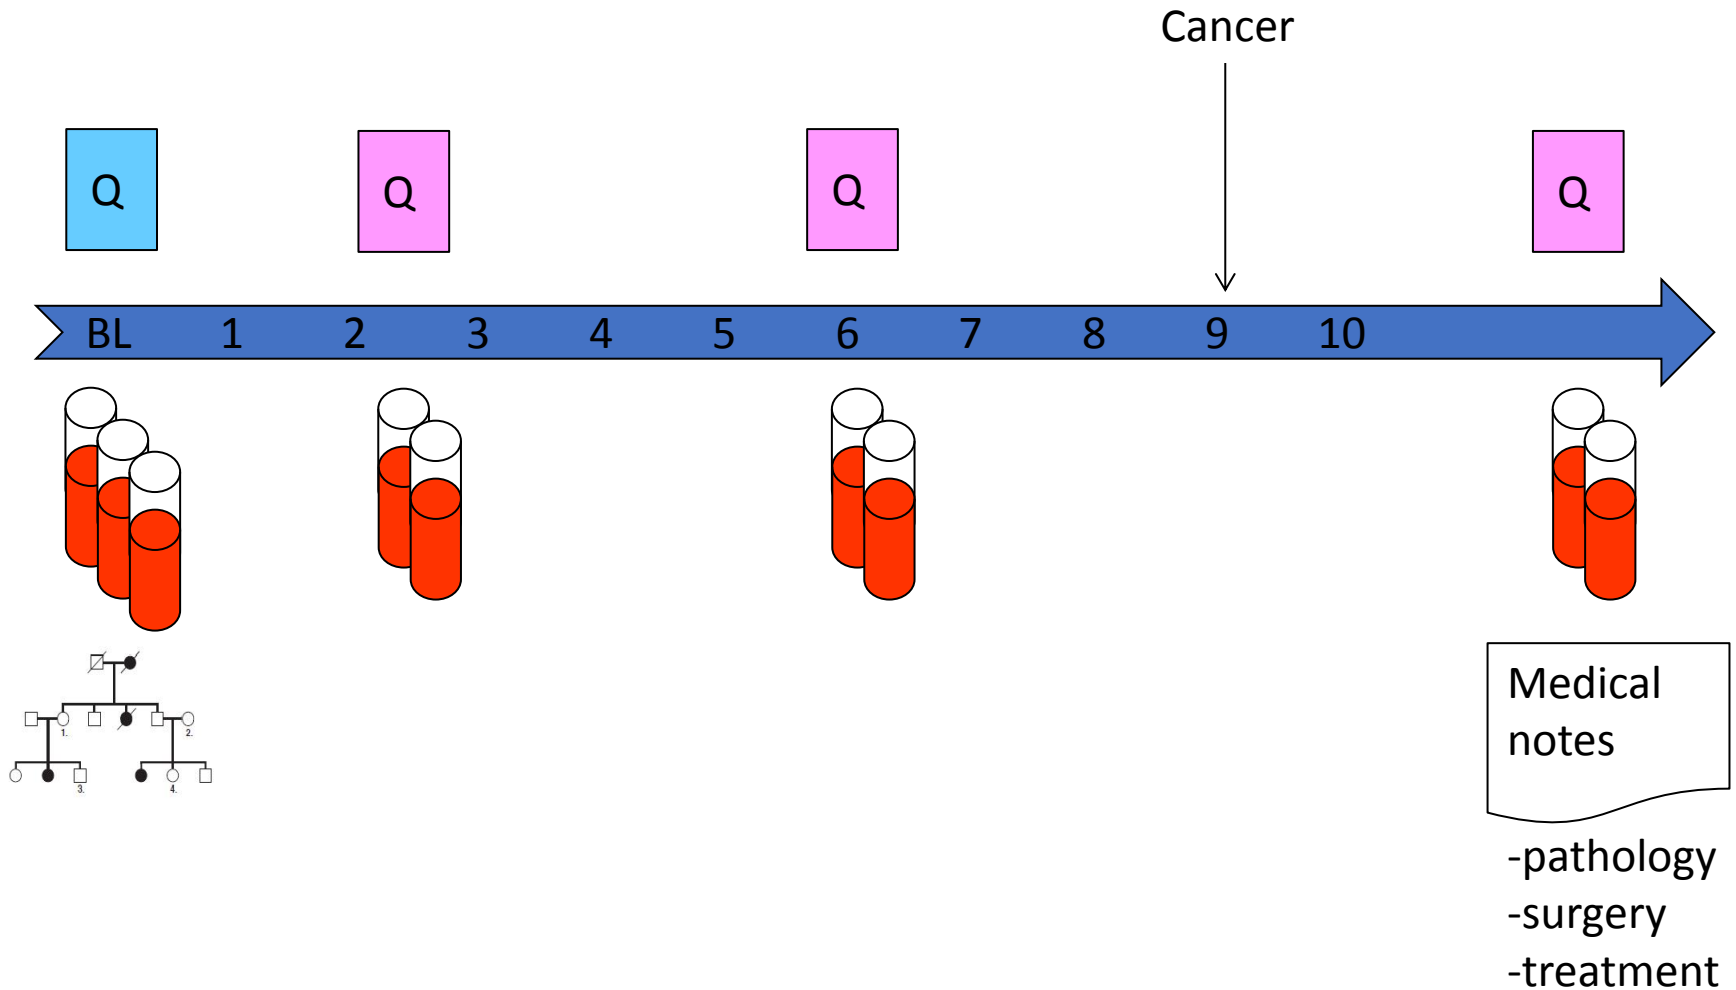 Cancer
Q Q Q Q
BL 1 2 3 4 5 6 7 8 9 10
1. 2.
3. 4.
Medical
notes
-pathology
-surgery
-treatment